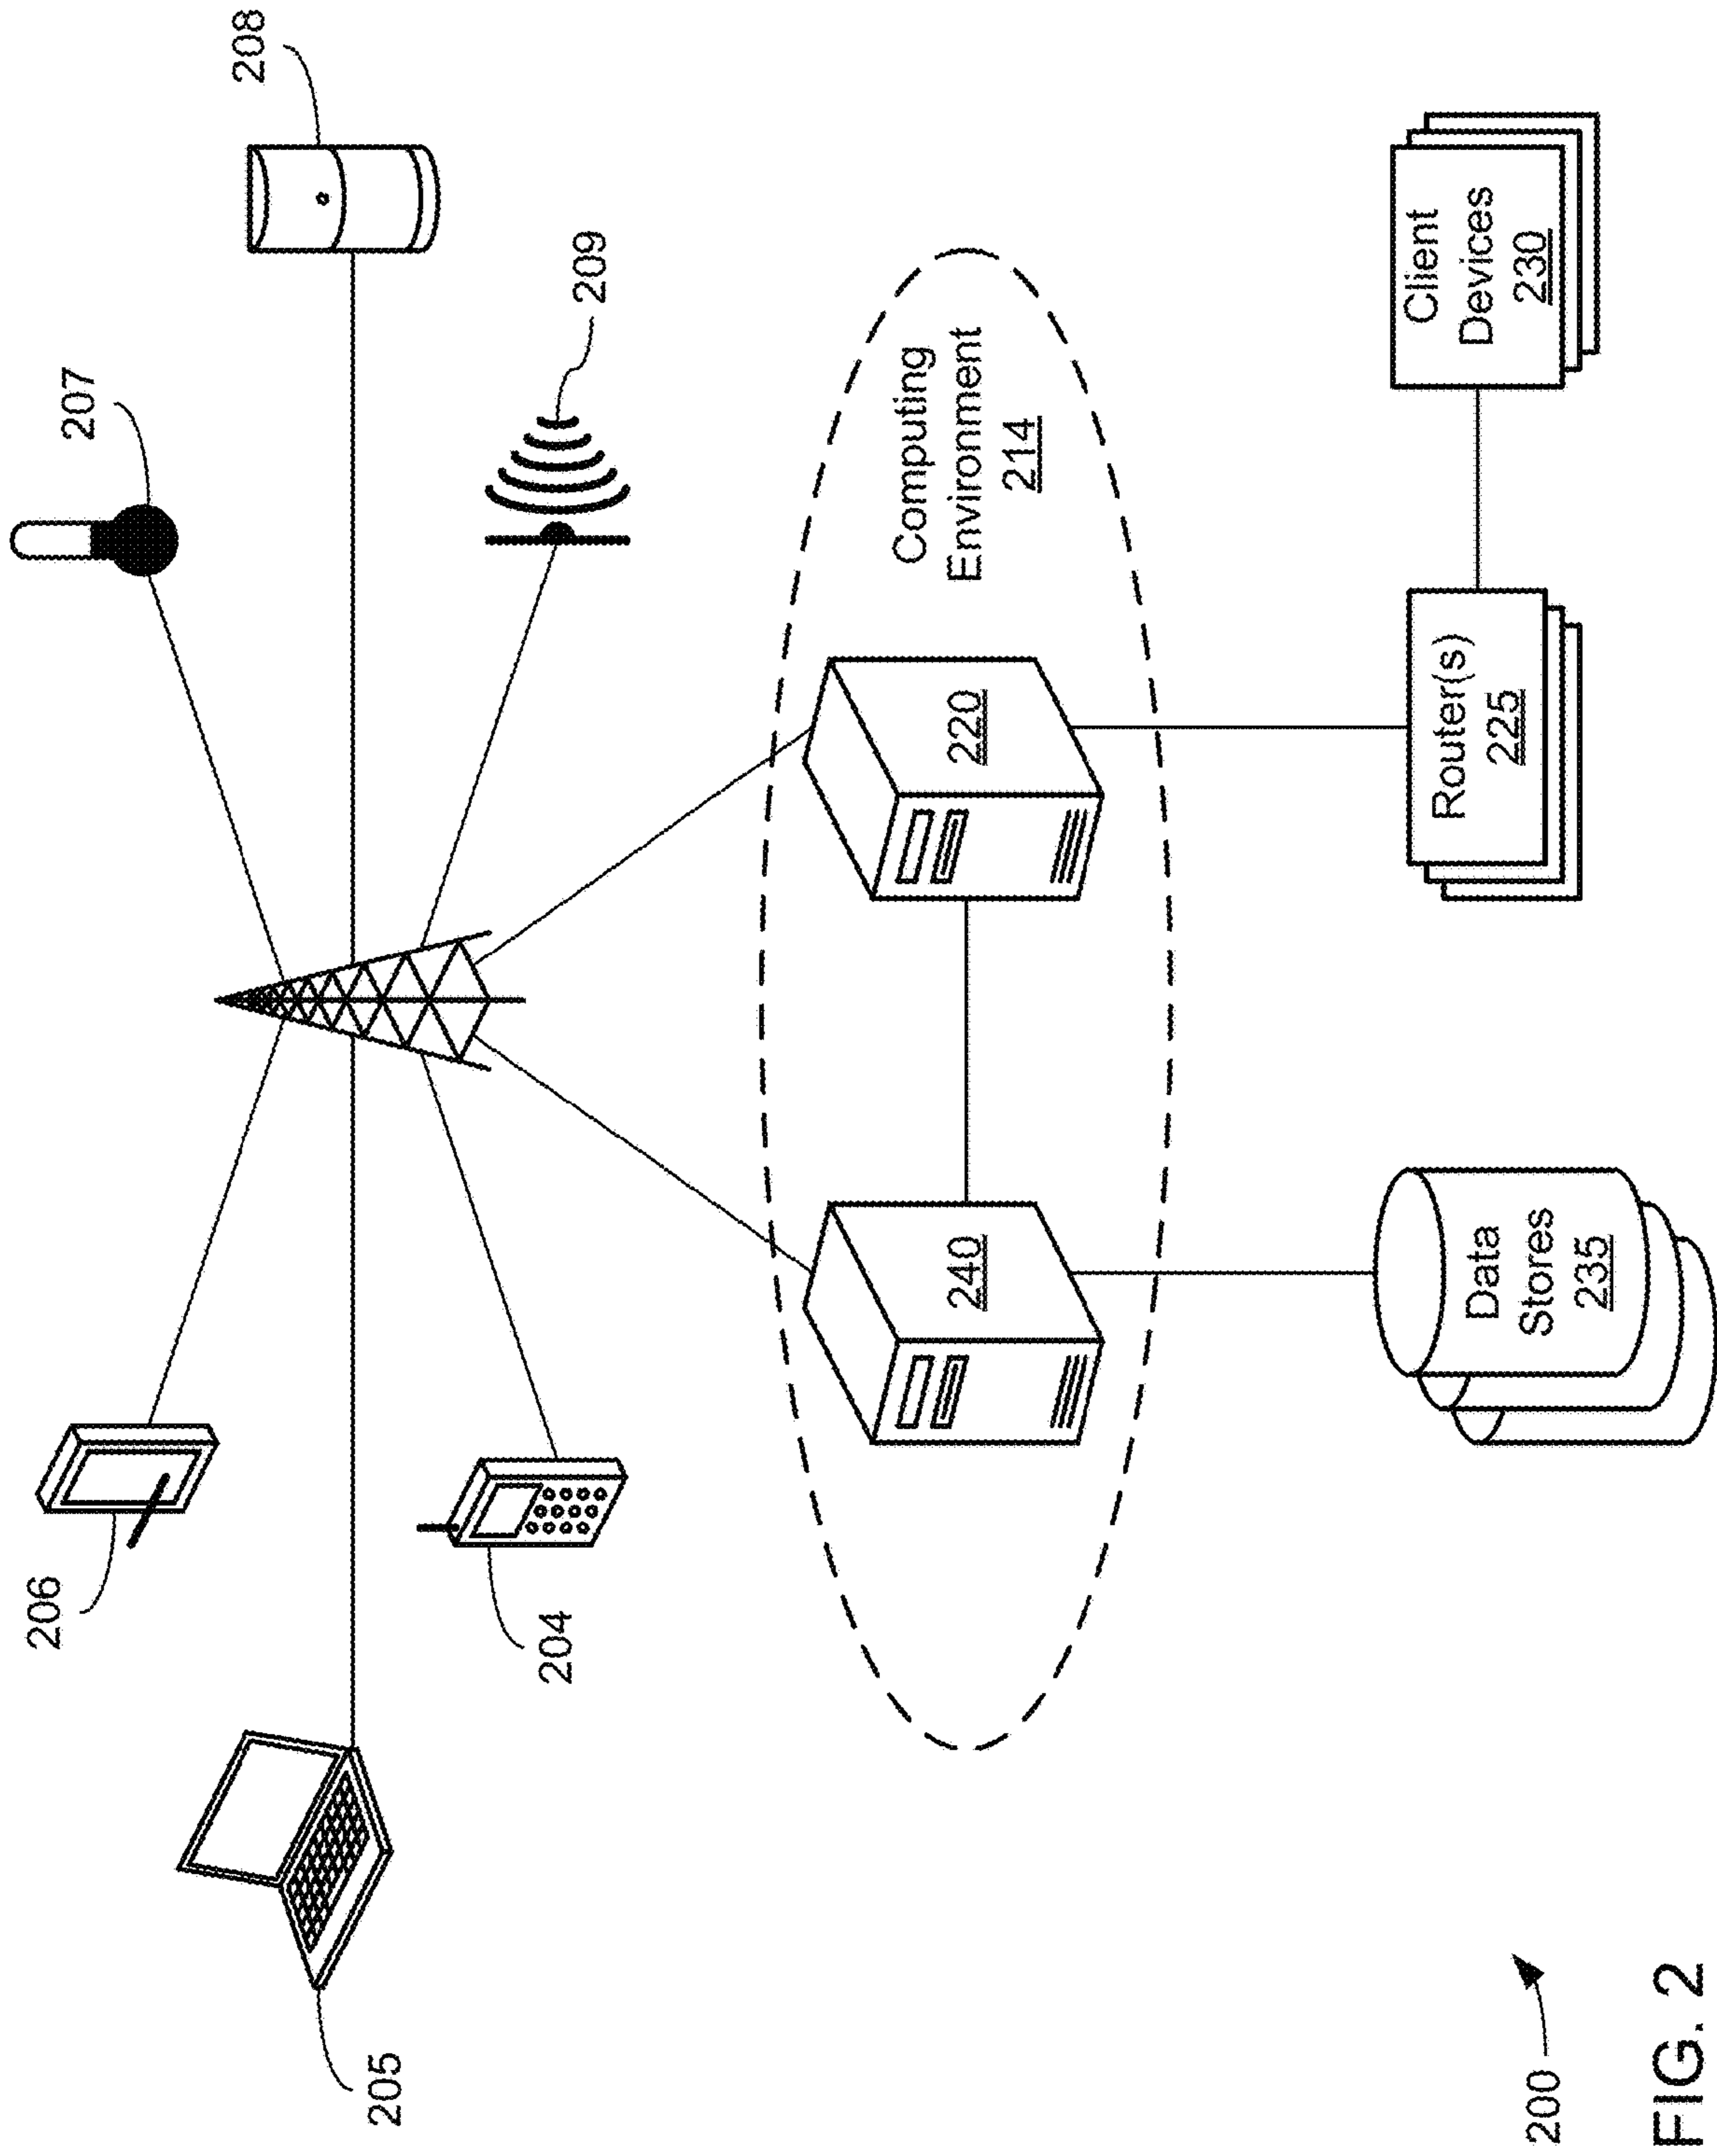 207
208
206
209
205
204
Computing
Environment
214
240
220
Data
Stores
235
Router(s)
225
Client
Devices
230
200
FIG. 2